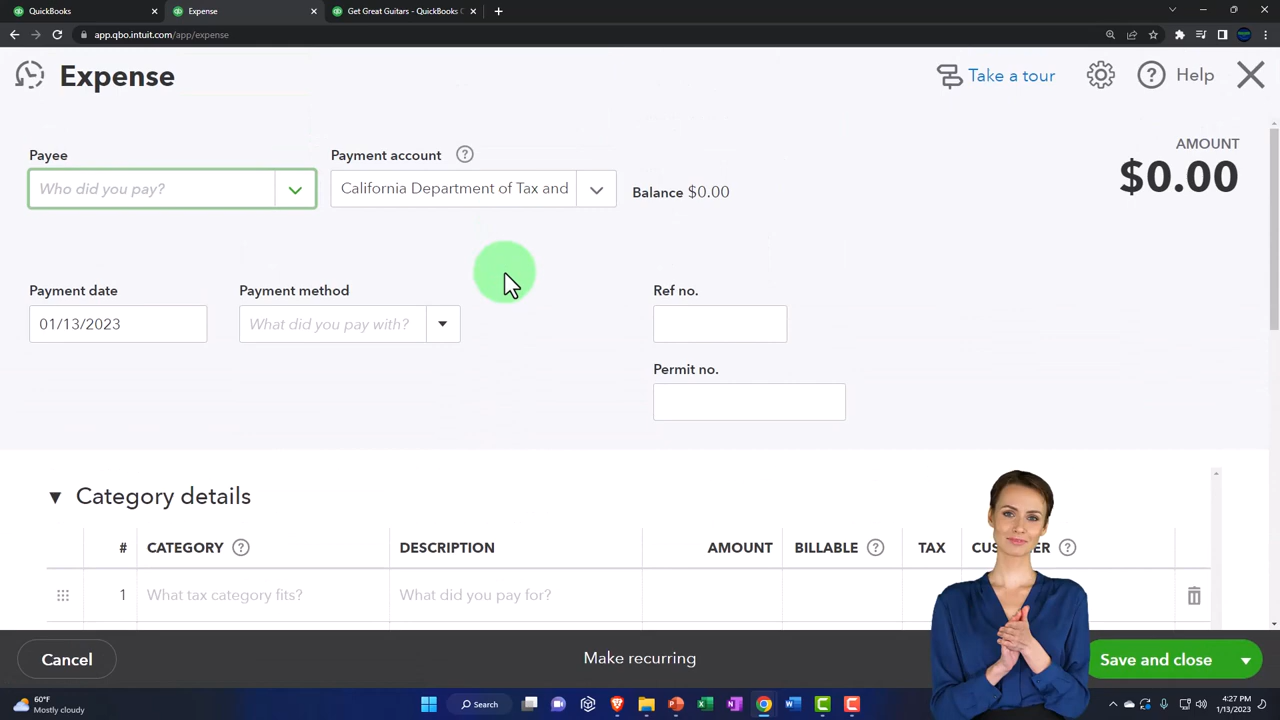 QuickBooks
Expense
Get Great Guitars - QuickBooks C
app.qbo.intuit.com/app/expense
Expense
Take a tour
Help
Payee
Payment account
AMOUNT
Who did you pay?
California Department of Tax and
Balance $0.00
$0.00
Payment date
Payment method
Ref no.
01/13/2023
What did you pay with?
Permit no.
Category details
# CATEGORY DESCRIPTION AMOUNT BILLABLE TAX
1 What tax category fits? What did you pay for?
Cancel
Make recurring
Save and close
60°F
Mostly cloudy
Search
4:27 PM
1/13/2023